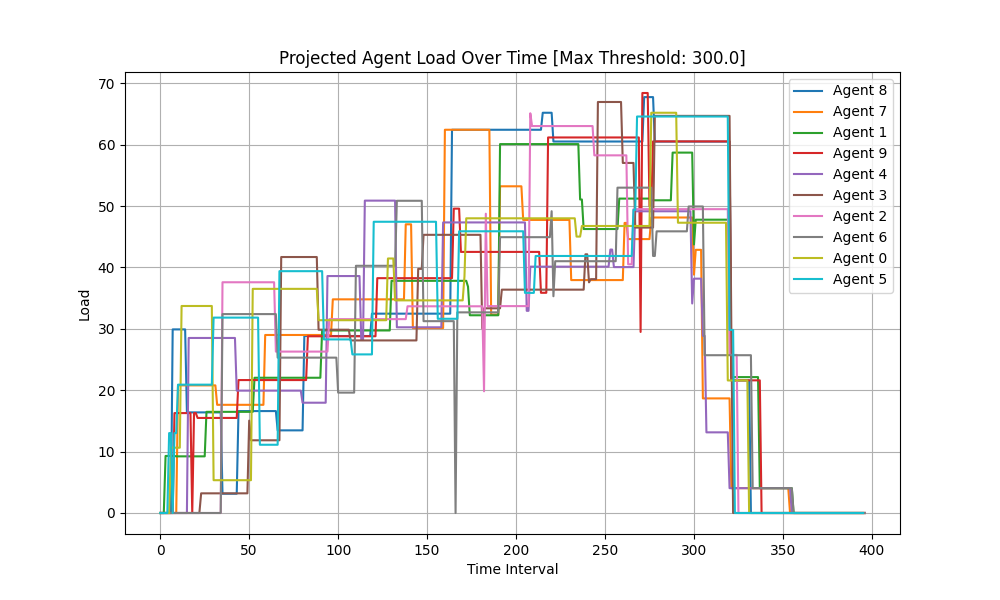 Projected Agent Load Over Time [Max Threshold: 300.0]
Load
70
60
50
40
30
20
10
0
0 50 100 150 200 250 300 350 400
Time Interval
Agent 8
Agent 7
Agent 1
Agent 9
Agent 4
Agent 3
Agent 2
Agent 6
Agent 0
Agent 5